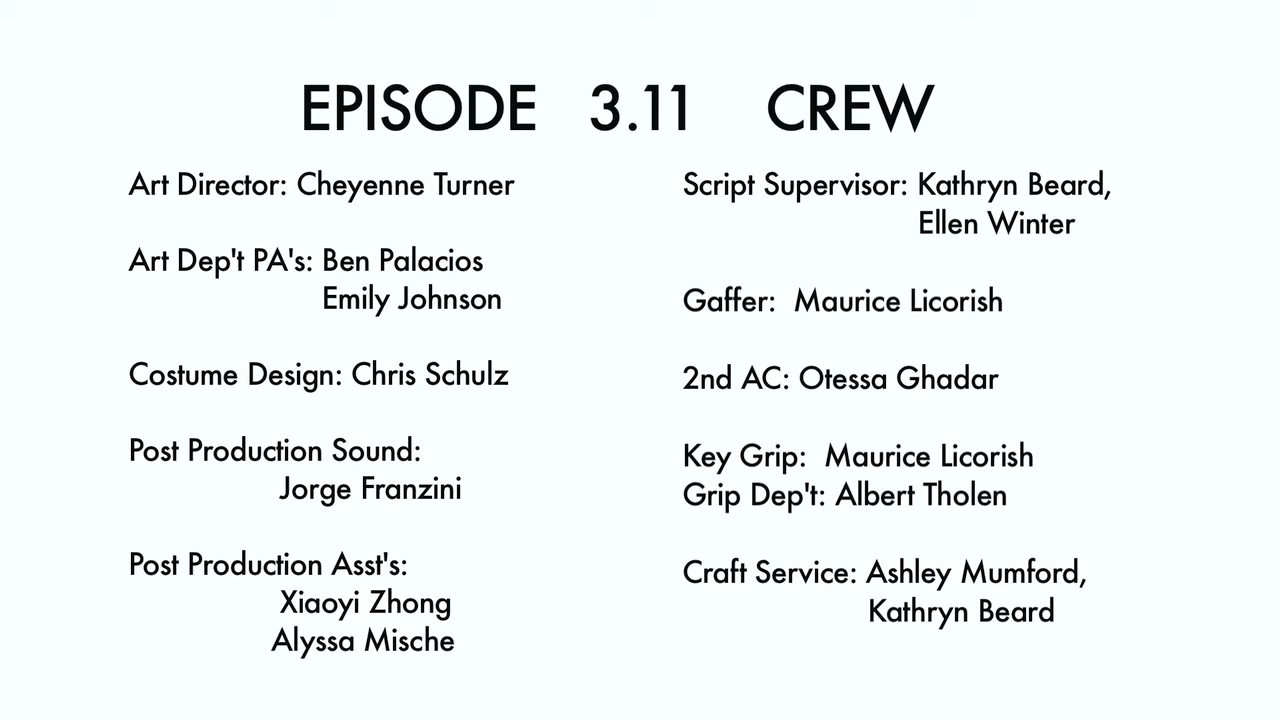 EPISODE 3.11 CREW
Art Director: Cheyenne Turner
Art Dep't PA's: Ben Palacios
Emily Johnson
Costume Design: Chris Schulz
Post Production Sound:
Jorge Franzini
Post Production Asst's:
Xiaoyi Zhong
Alyssa Mische
Script Supervisor: Kathryn Beard,
Ellen Winter
Gaffer: Maurice Licorish
2nd AC: Otessa Ghadar
Key Grip: Maurice Licorish
Grip Dep't: Albert Tholen
Craft Service: Ashley Mumford,
Kathryn Beard